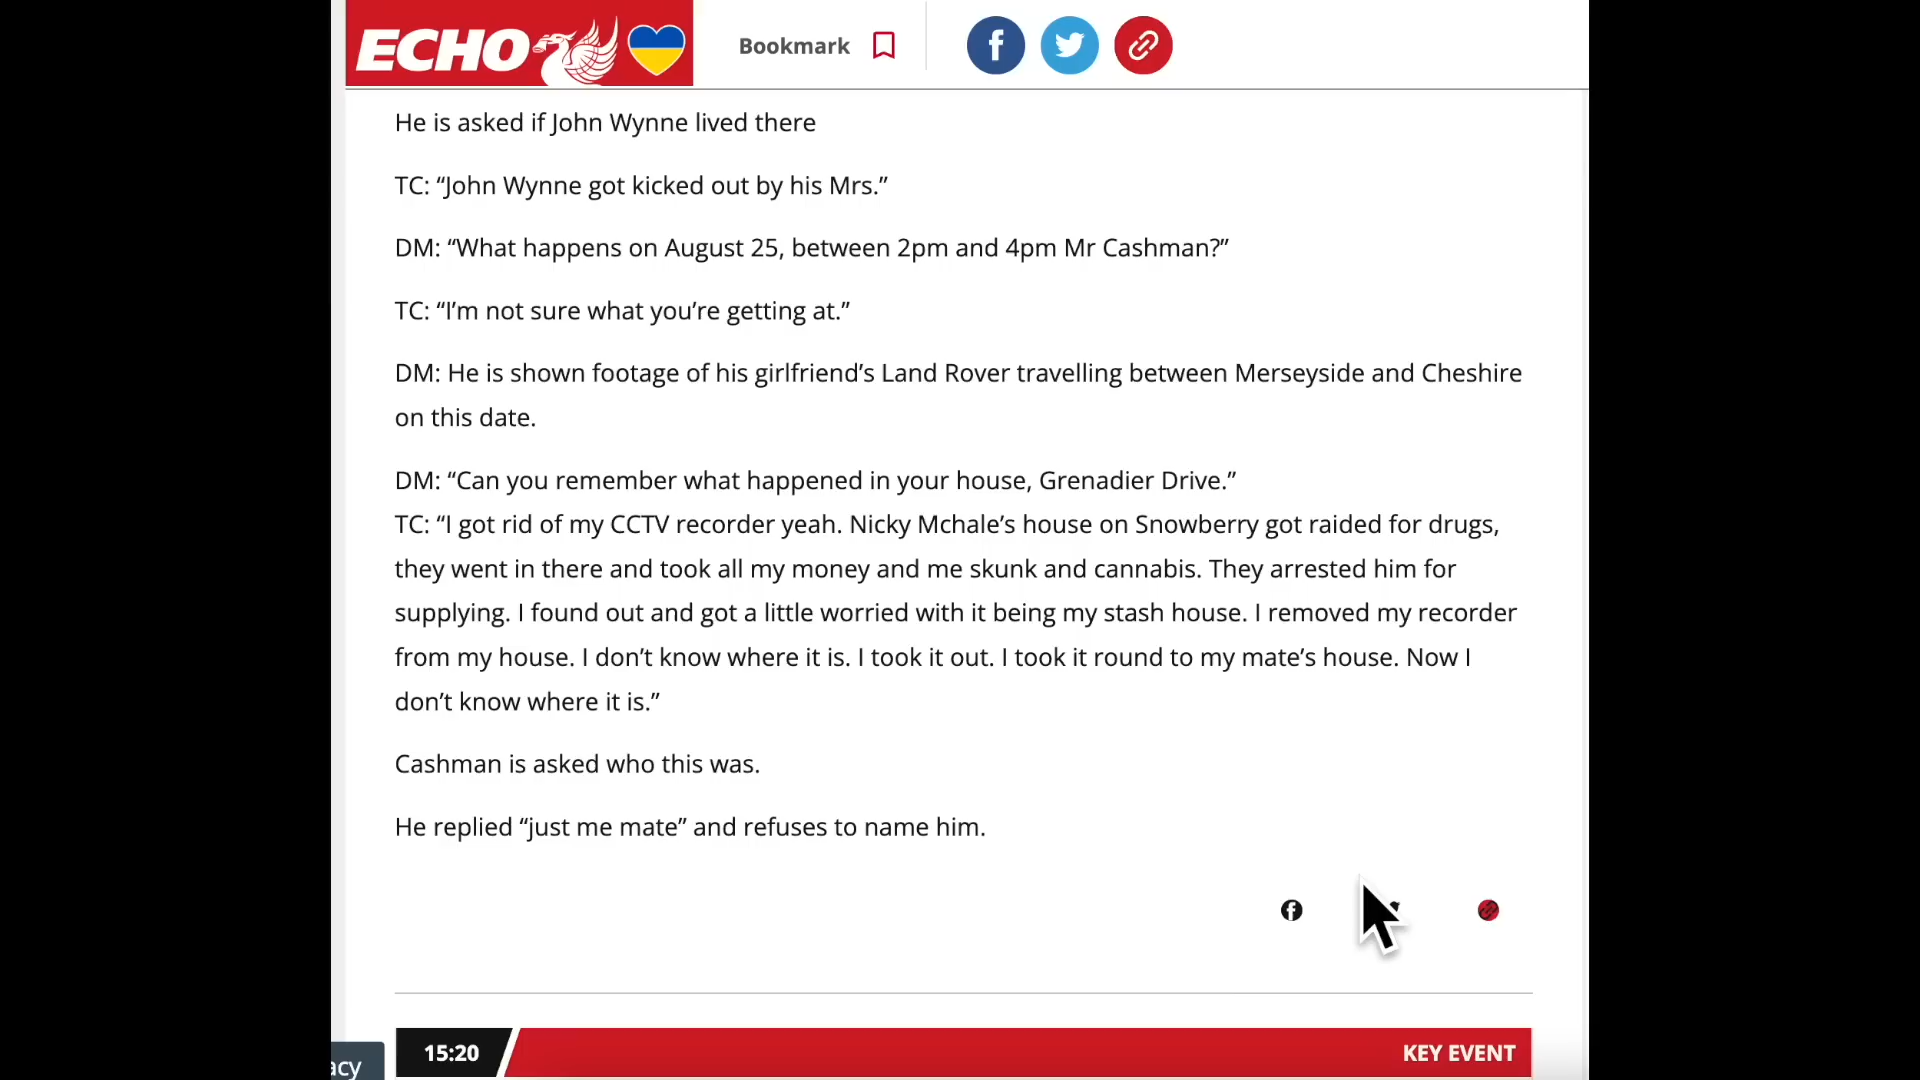 ECHO
Bookmark
He is asked if John Wynne lived there
TC: “John Wynne got kicked out by his Mrs.”
DM: “What happens on August 25, between 2pm and 4pm Mr Cashman?”
TC: “I’m not sure what you’re getting at.”
DM: He is shown footage of his girlfriend’s Land Rover travelling between Merseyside and Cheshire
on this date.
DM: “Can you remember what happened in your house, Grenadier Drive.”
TC: “I got rid of my CCTV recorder yeah. Nicky Mchale’s house on Snowberry got raided for drugs,
they went in there and took all my money and me skunk and cannabis. They arrested him for
supplying. I found out and got a little worried with it being my stash house. I removed my recorder
from my house. I don’t know where it is. I took it out. I took it round to my mate’s house. Now I
don’t know where it is.”
Cashman is asked who this was.
He replied “just me mate” and refuses to name him.
15:20
KEY EVENT
acy